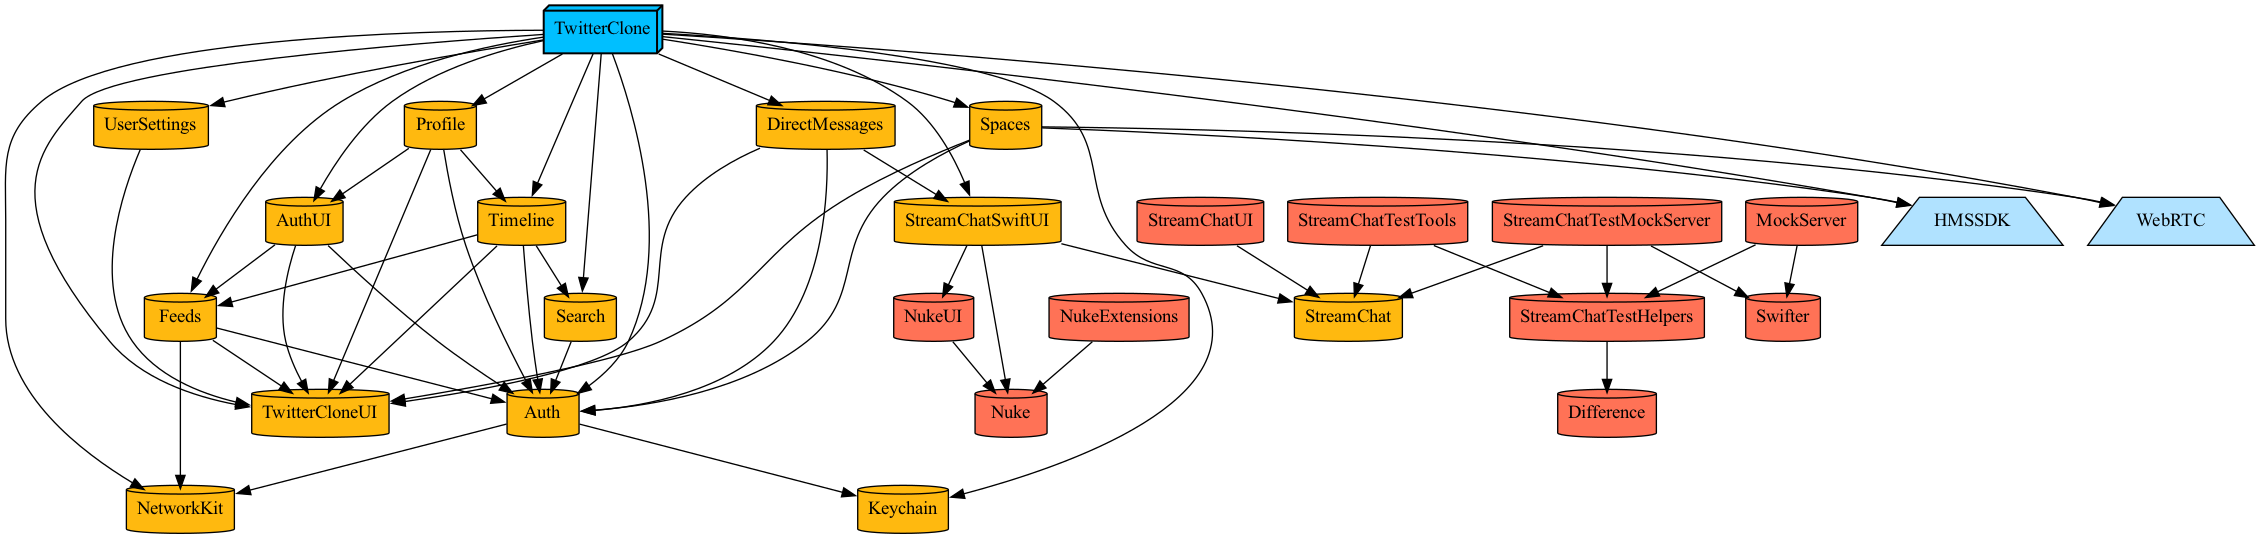 TwitterClone
UserSettings
Profile
DirectMessages
Spaces
AuthUI
Timeline
StreamChatSwiftUI
StreamChatUI
StreamChatTestTools
StreamChatTestMockServer
MockServer
HMSSDK
WebRTC
Feeds
Search
NukeUI
NukeExtensions
StreamChat
StreamChatTestHelpers
Swifter
TwitterCloneUI
Auth
Nuke
Difference
NetworkKit
Keychain